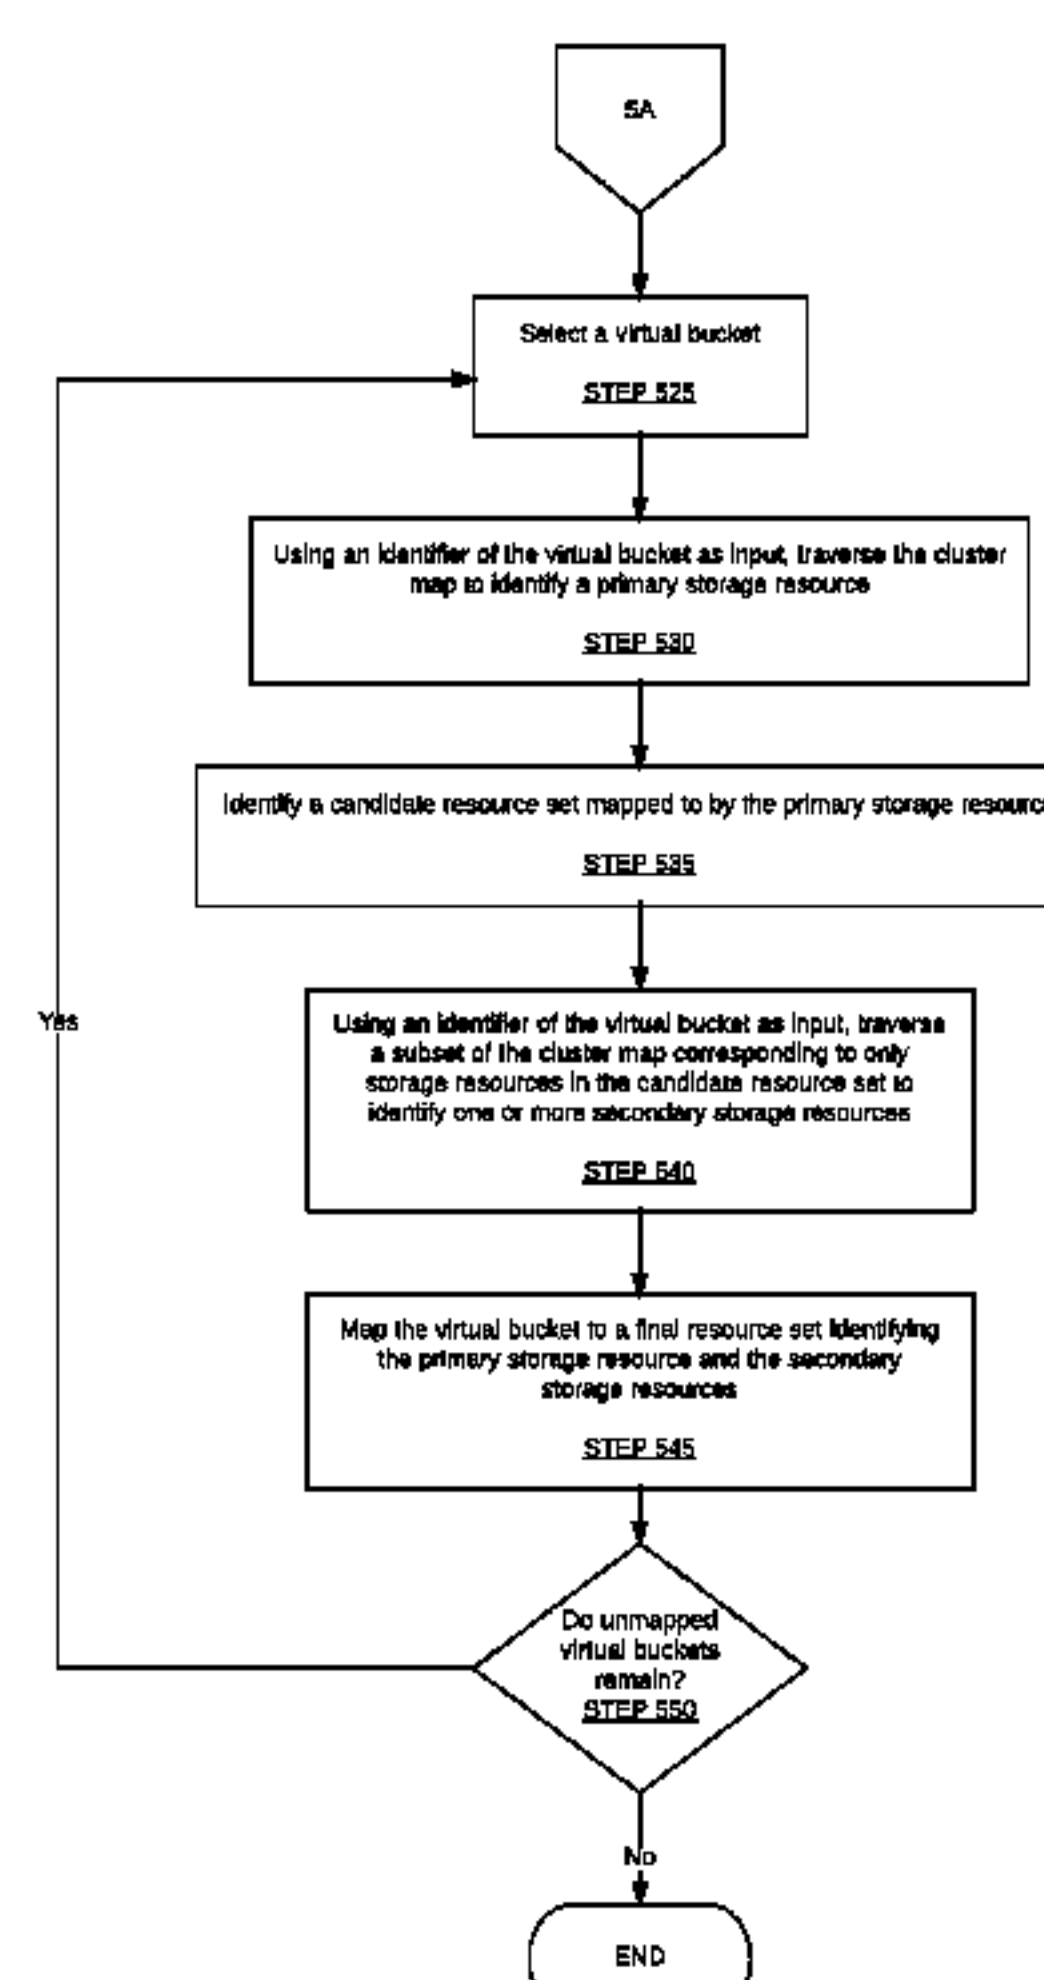 5A
Select a virtual bucket
STEP 525
Using an identifier of the virtual bucket as input, traverse the cluster
map to identify a primary storage resource
STEP 530
Identify a candidate resource set mapped to by the primary storage resource
STEP 535
Yes
Using an identifier of the virtual bucket as input, traverse
a subset of the cluster map corresponding to only
storage resources in the candidate resource set to
identify one or more secondary storage resources
STEP 540
Map the virtual bucket to a final resource set identifying
the primary storage resource and the secondary
storage resources
STEP 545
Do unmapped
virtual buckets
remain?
STEP 550
No
END